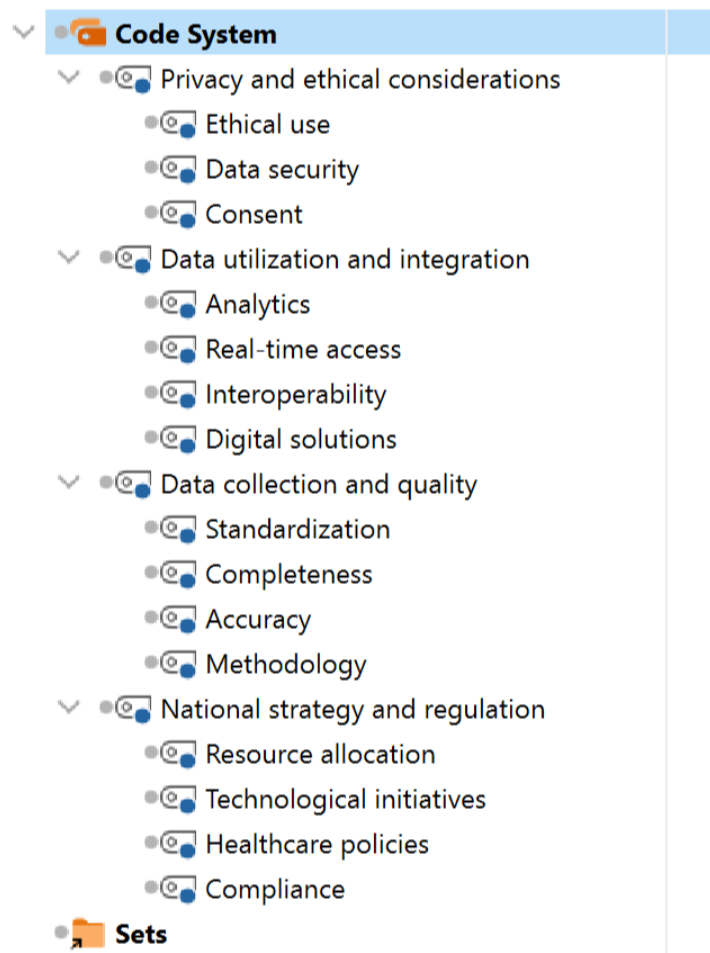 Code System
Privacy and ethical considerations
Ethical use
Data security
Consent
Data utilization and integration
Analytics
Real-time access
Interoperability
Digital solutions
Data collection and quality
Standardization
Completeness
Accuracy
Methodology
National strategy and regulation
Resource allocation
Technological initiatives
Healthcare policies
Compliance
Sets